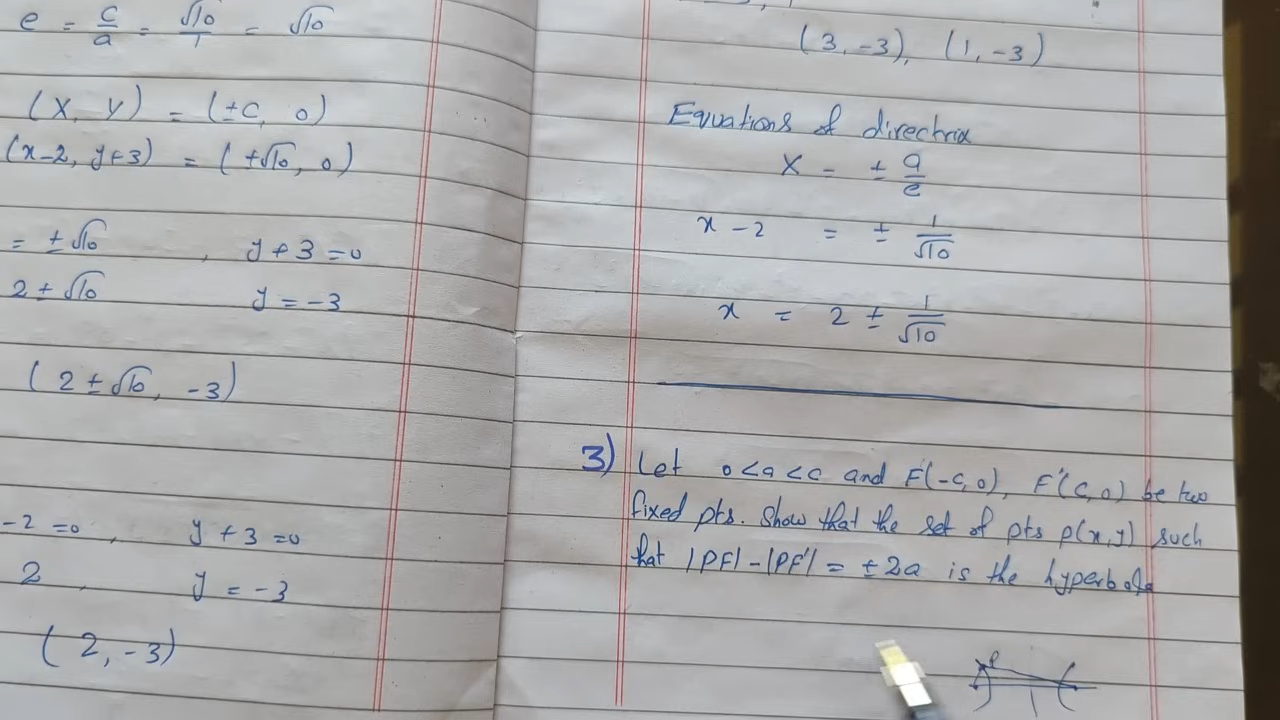 e = c/a = √10/1 = √10
(X, Y) = (±c, 0)
(x-2, y+3) = (±√10, 0)
= ±√10 , y+3=0
2 ± √10 y = -3
(2 ± √10, -3)
-2 =0 , y +3 =0
2 , y = -3
(2, -3)
(3, -3), (1, -3)
Equations of directrix
X = ± a/e
x -2 = ± 1/√10
x = 2 ± 1/√10
3) Let 0<a<c and F(-c,0), F'(c,0) be two
fixed pts. Show that the set of pts p(x,y) such
that |PF|-|PF'| = ±2a is the hyperbola
P